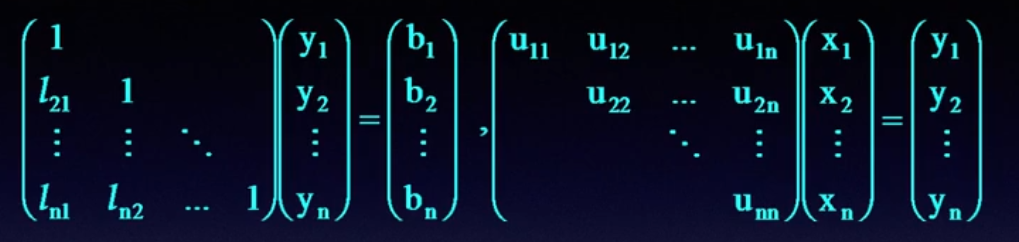 ( 1 ) ( y₁ ) = ( b₁ ) , ( u₁₁ u₁₂ ... u₁ₙ ) ( x₁ ) = ( y₁ )
l₂₁ 1 y₂ b₂ u₂₂ ... u₂ₙ x₂ y₂
⋮ ⋮ ⋱ ⋮ ⋮ ⋱ ⋮ ⋮ ⋮
lₙ₁ lₙ₂ ... 1 yₙ bₙ uₙₙ xₙ yₙ